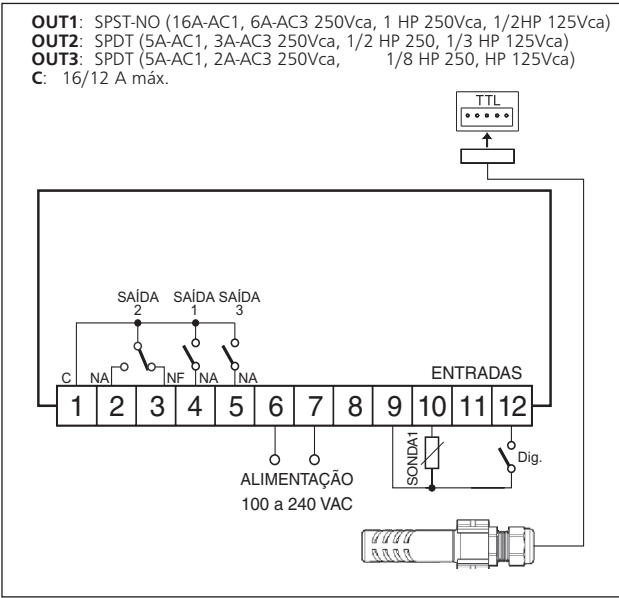 OUT1: SPST-NO (16A-AC1, 6A-AC3 250Vca, 1 HP 250Vca, 1/2HP 125Vca)
OUT2: SPDT (5A-AC1, 3A-AC3 250Vca, 1/2 HP 250, 1/3 HP 125Vca)
OUT3: SPDT (5A-AC1, 2A-AC3 250Vca, 1/8 HP 250, HP 125Vca)
C: 16/12 A máx.
TTL
SAÍDA 2
SAÍDA 1
SAÍDA 3
C NA NF NA NA ENTRADAS
1 2 3 4 5 6 7 8 9 10 11 12
SONDA1
Dig.
ALIMENTAÇÃO
100 a 240 VAC